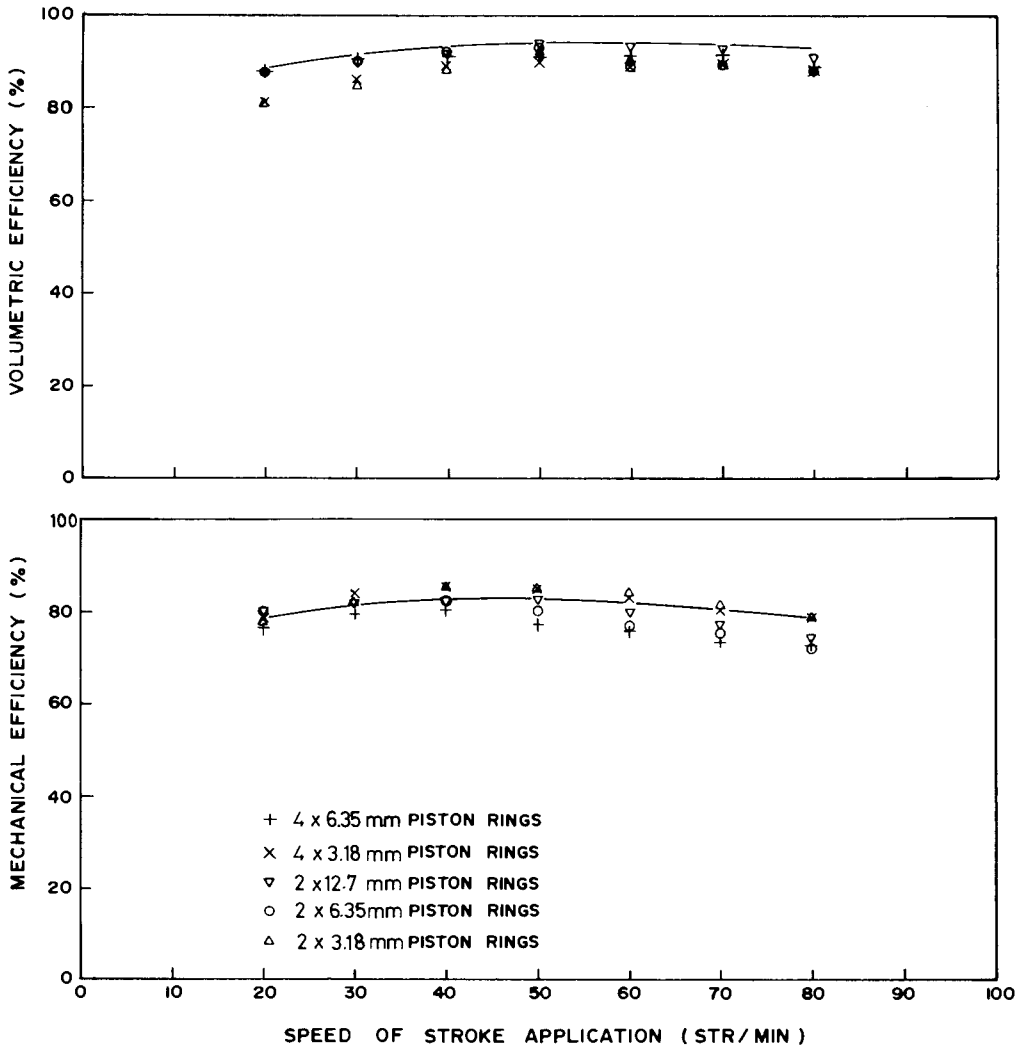 VOLUMETRIC EFFICIENCY (%)
100
80
60
40
20
0
MECHANICAL EFFICIENCY (%)
100
80
60
40
20
0
+ 4 x 6.35 mm PISTON RINGS
× 4 x 3.18 mm PISTON RINGS
▽ 2 x 12.7 mm PISTON RINGS
○ 2 x 6.35 mm PISTON RINGS
△ 2 x 3.18 mm PISTON RINGS
0 10 20 30 40 50 60 70 80 90 100
SPEED OF STROKE APPLICATION (STR/MIN)